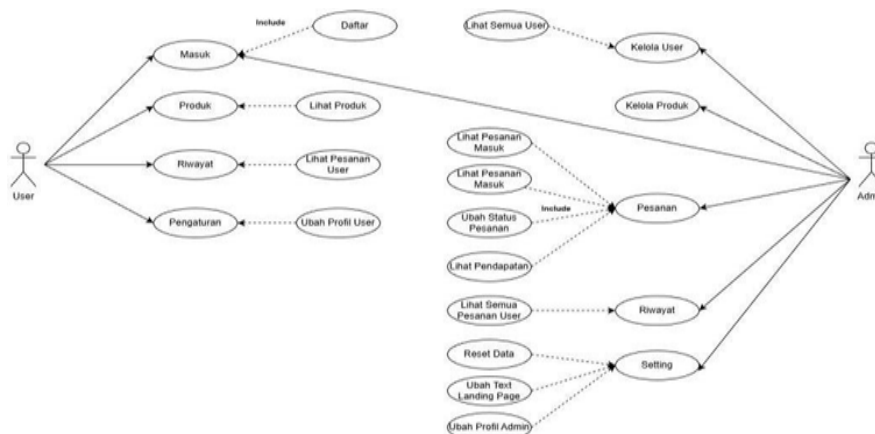 Include
Daftar
Lihat Semua User
Masuk
Kelola User
Produk
Lihat Produk
Kelola Produk
Lihat Pesanan
Masuk
User
Riwayat
Lihat Pesanan
User
Lihat Pesanan
Masuk
Adm
Pengaturan
Ubah Profil User
Ubah Status
Pesanan
Include
Pesanan
Lihat Pendapatan
Lihat Semua
Pesanan User
Riwayat
Reset Data
Setting
Ubah Text
Landing Page
Ubah Profil Admin